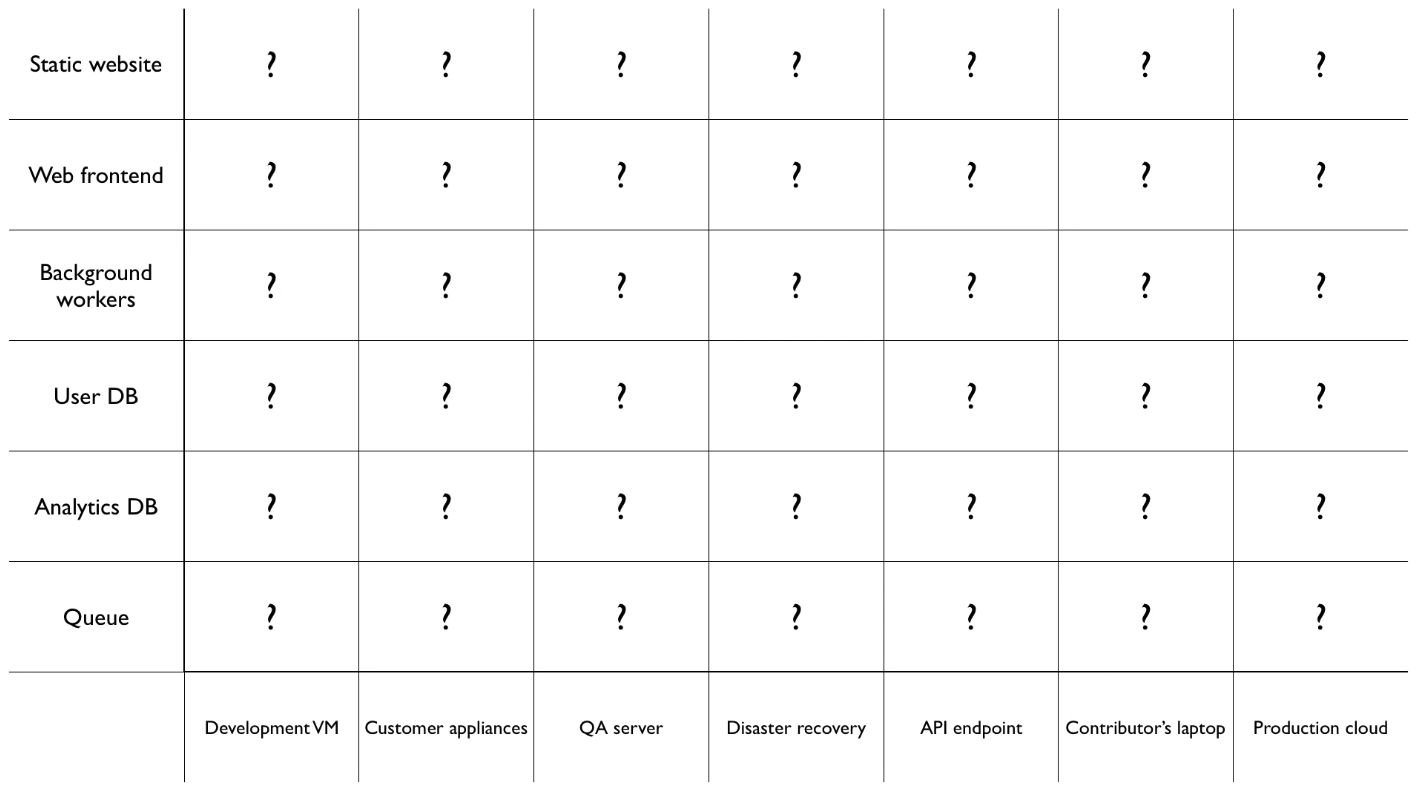 Static website ? ? ? ? ? ? ?
Web frontend ? ? ? ? ? ? ?
Background
workers ? ? ? ? ? ? ?
User DB ? ? ? ? ? ? ?
Analytics DB ? ? ? ? ? ? ?
Queue ? ? ? ? ? ? ?
Development VM Customer appliances QA server Disaster recovery API endpoint Contributor’s laptop Production cloud